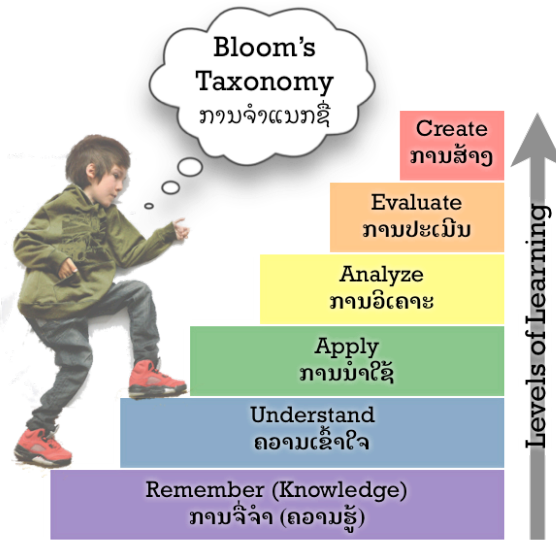 Bloom's
Taxonomy
ການຈຳແນກຊື່
Create
ການສ້າງ
Evaluate
ການປະເມີນ
Analyze
ການວິເຄາະ
Apply
ການນຳໃຊ້
Understand
ຄວາມເຂົ້າໃຈ
Remember (Knowledge)
ການຈື່ຈຳ (ຄວາມຮູ້)
Levels of Learning